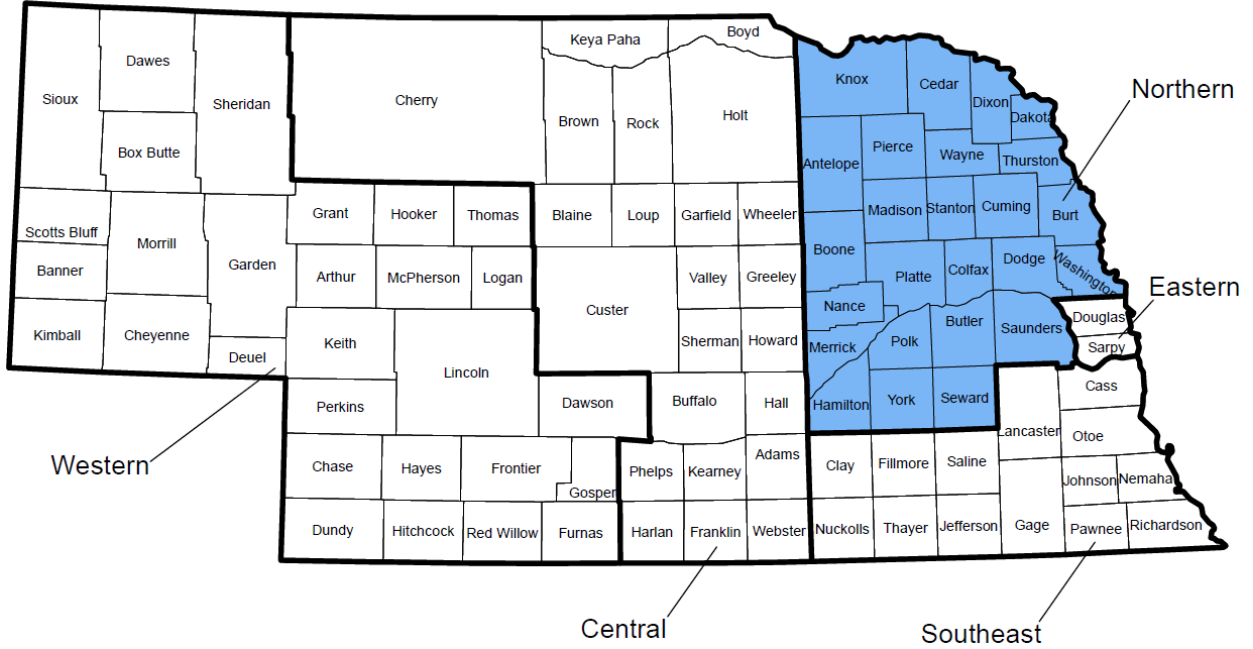 Keya Paha
Boyd
Dawes
Sioux
Sheridan
Cherry
Knox
Cedar
Northern
Dixon
Dakota
Brown
Rock
Holt
Box Butte
Antelope
Pierce
Wayne
Thurston
Grant
Hooker
Thomas
Blaine
Loup
Garfield
Wheeler
Madison
Stanton
Cuming
Burt
Scotts Bluff
Morrill
Garden
Boone
Banner
Arthur
McPherson
Logan
Valley
Greeley
Platte
Colfax
Dodge
Washington
Eastern
Custer
Nance
Butler
Saunders
Douglas
Kimball
Cheyenne
Keith
Sherman
Howard
Merrick
Polk
Sarpy
Deuel
Lincoln
Perkins
Dawson
Buffalo
Hall
Hamilton
York
Seward
Cass
Western
Chase
Hayes
Frontier
Gosper
Phelps
Kearney
Adams
Clay
Fillmore
Saline
Lancaster
Otoe
Johnson
Nemaha
Dundy
Hitchcock
Red Willow
Furnas
Harlan
Franklin
Webster
Nuckolls
Thayer
Jefferson
Gage
Pawnee
Richardson
Central
Southeast